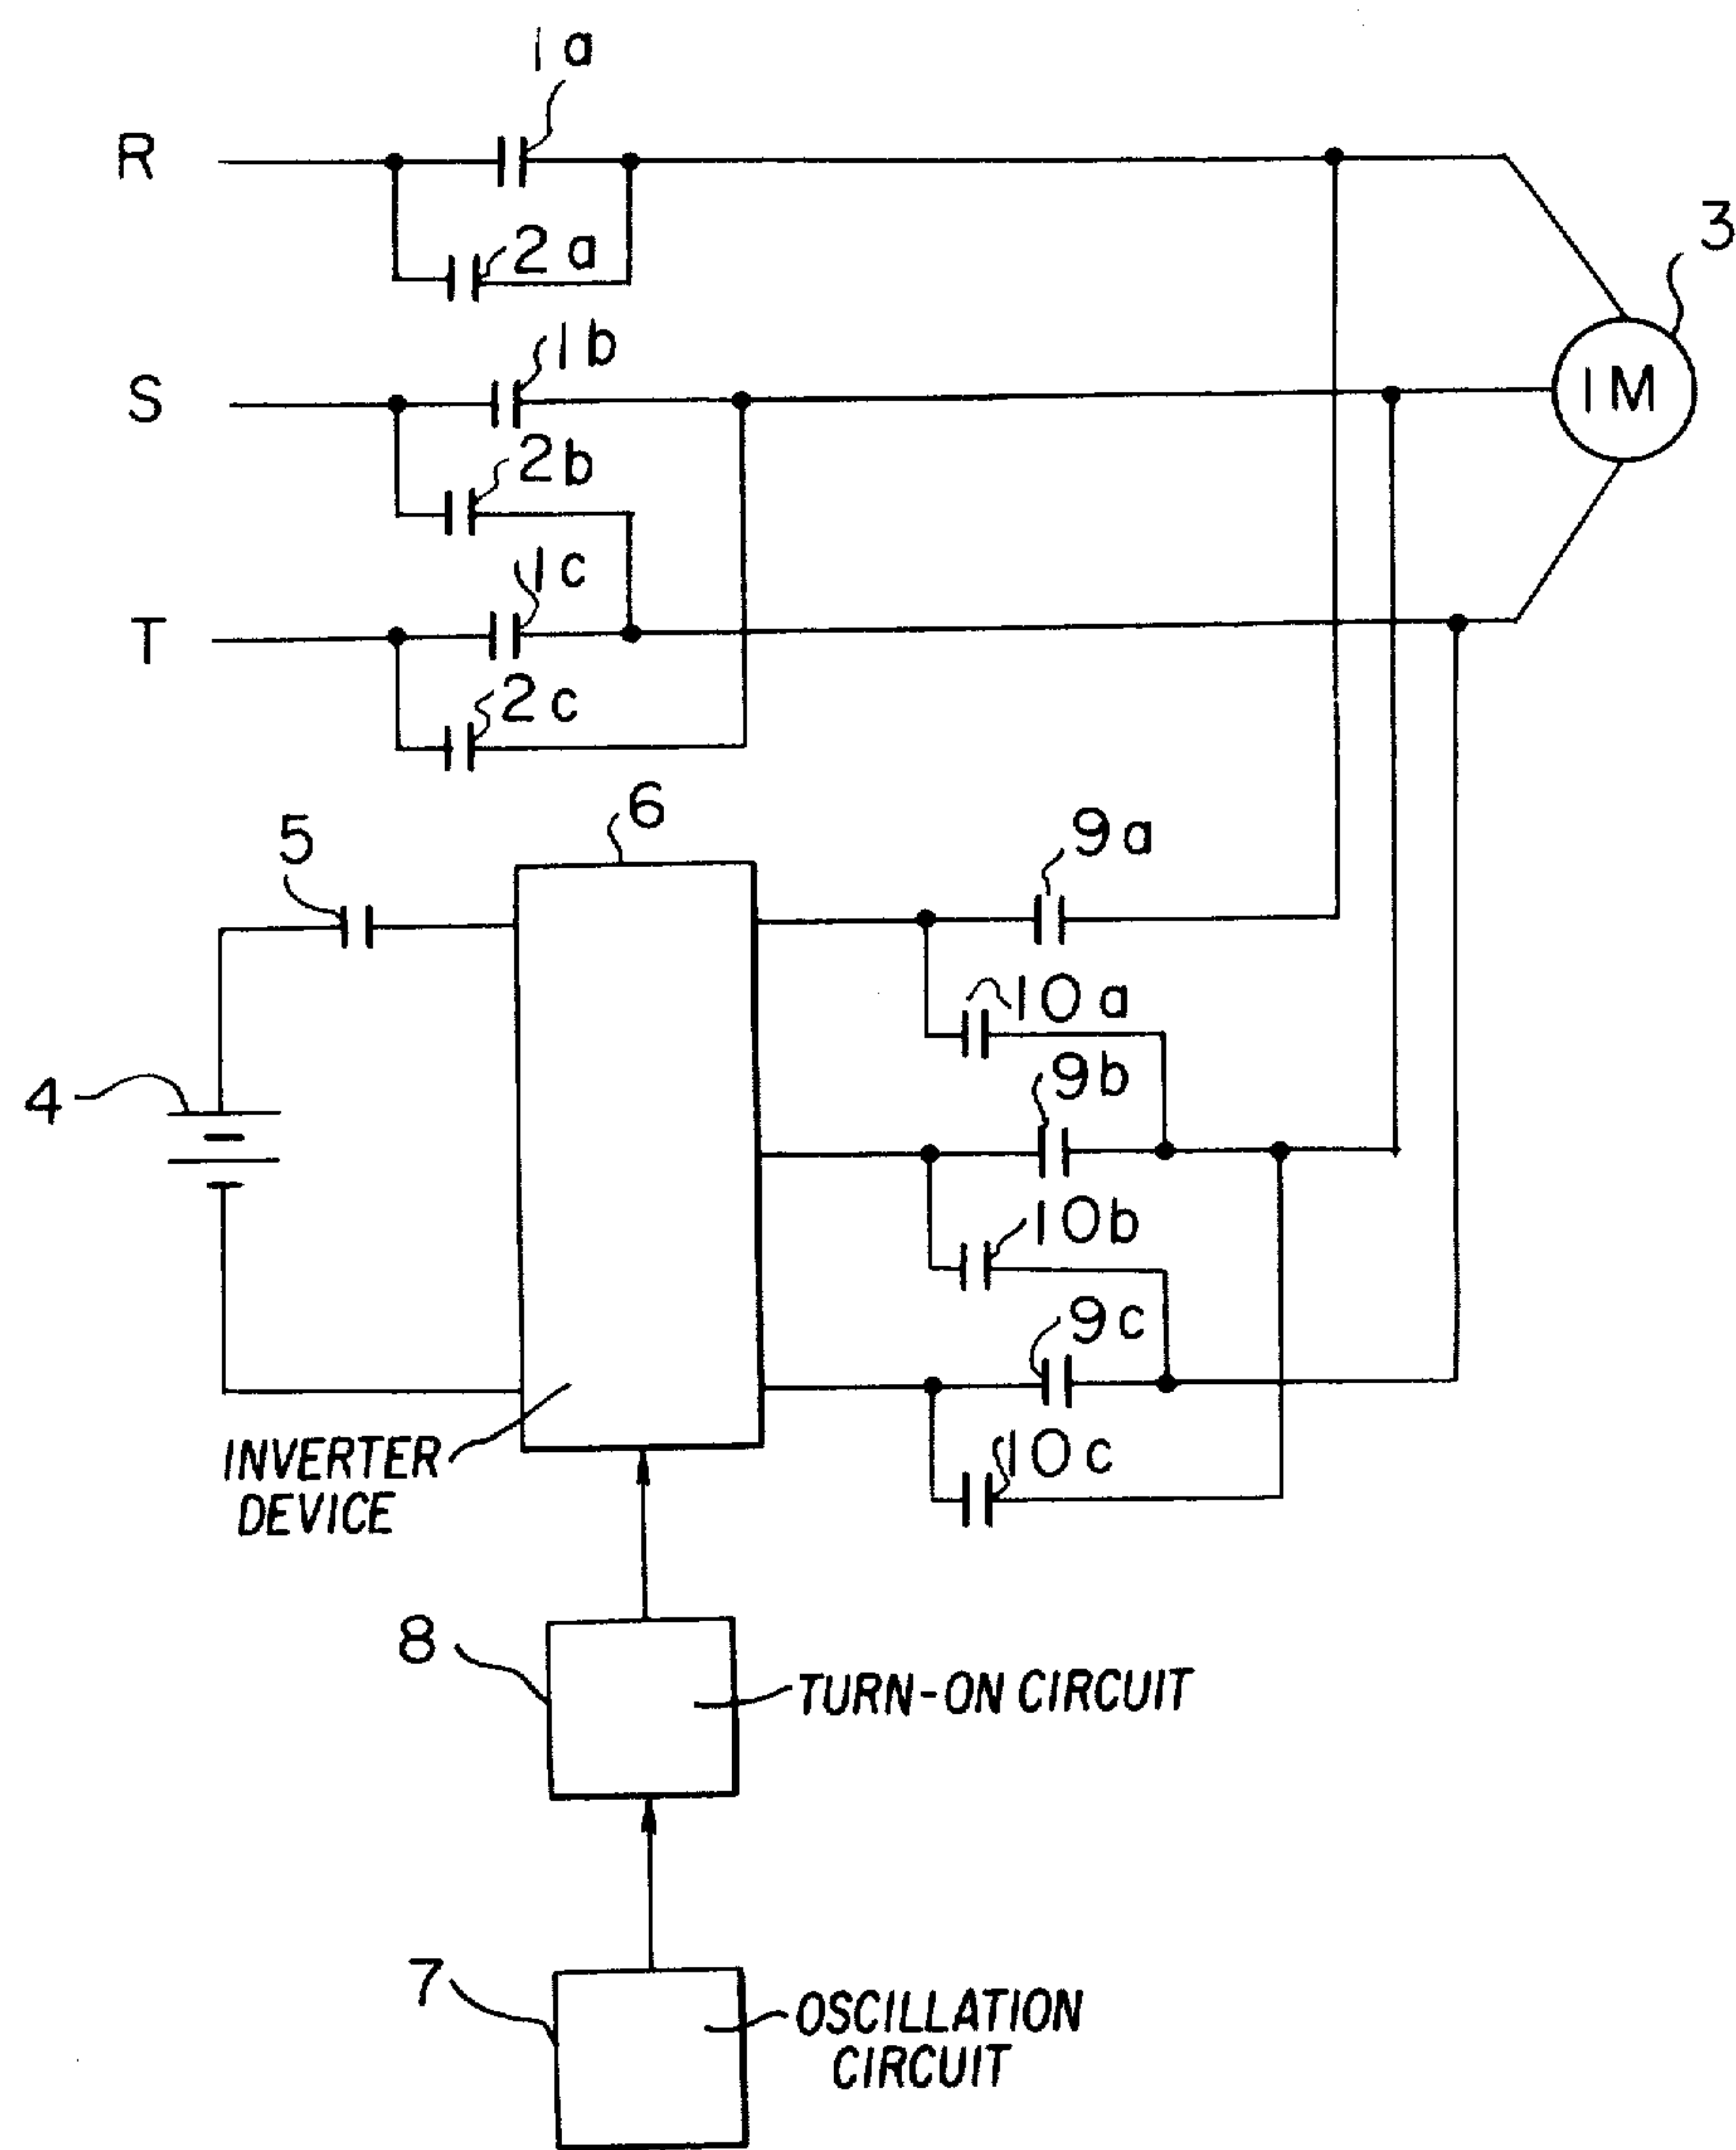 1a
R
2a
3
1b
S
1M
2b
1c
T
2c
6
5
9a
10a
4
9b
10b
9c
INVERTER
DEVICE
10c
8
TURN-ON CIRCUIT
7
OSCILLATION
CIRCUIT